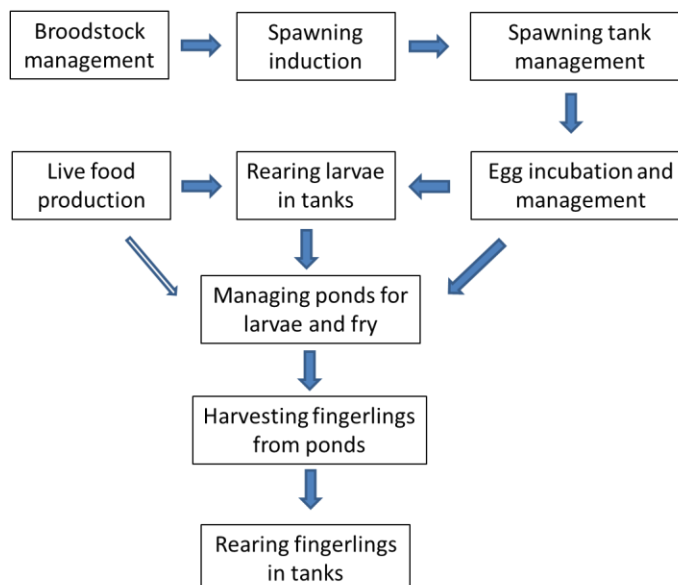 Broodstock
management
Spawning
induction
Spawning tank
management
Live food
production
Rearing larvae
in tanks
Egg incubation and
management
Managing ponds for
larvae and fry
Harvesting fingerlings
from ponds
Rearing fingerlings
in tanks